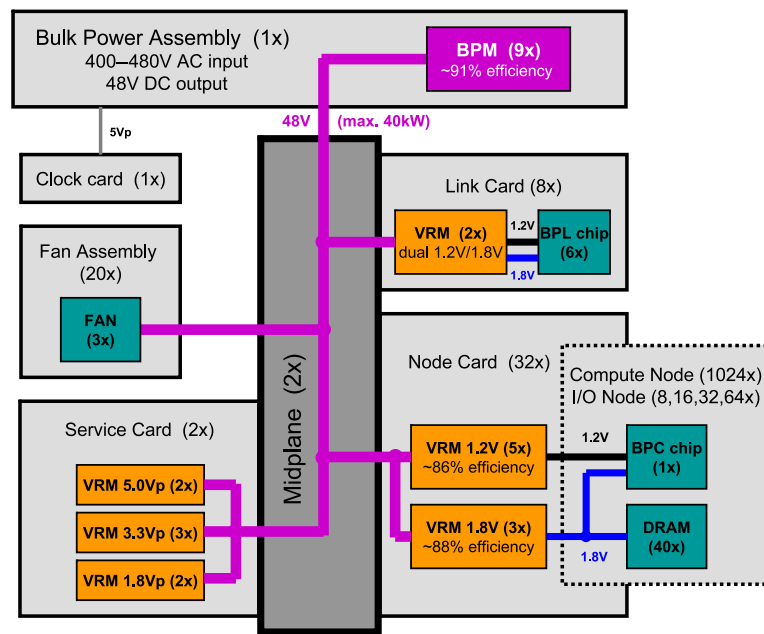 Bulk Power Assembly (1x)
400–480V AC input
48V DC output
BPM (9x)
~91% efficiency
5Vp
48V (max. 40kW)
Clock card (1x)
Link Card (8x)
VRM (2x)
dual 1.2V/1.8V
1.2V
1.8V
BPL chip
(6x)
Fan Assembly
(20x)
FAN
(3x)
Midplane (2x)
Node Card (32x)
Compute Node (1024x)
I/O Node (8,16,32,64x)
Service Card (2x)
VRM 5.0Vp (2x)
VRM 3.3Vp (3x)
VRM 1.8Vp (2x)
VRM 1.2V (5x)
~86% efficiency
1.2V
BPC chip
(1x)
VRM 1.8V (3x)
~88% efficiency
1.8V
DRAM
(40x)